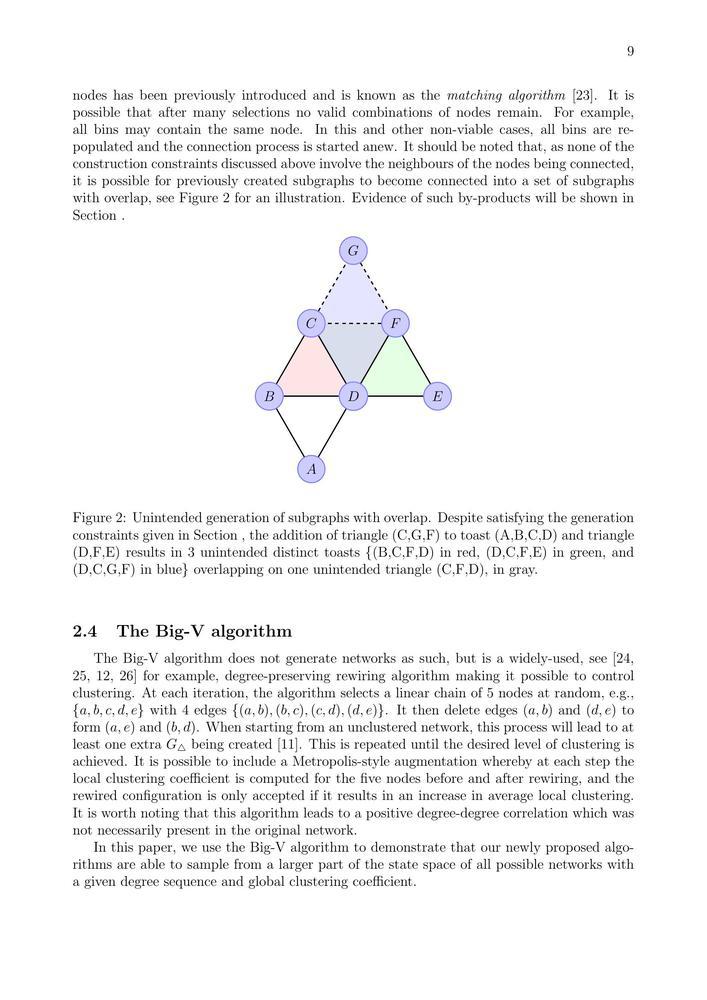 9
nodes has been previously introduced and is known as the matching algorithm [23]. It is
possible that after many selections no valid combinations of nodes remain. For example,
all bins may contain the same node. In this and other non-viable cases, all bins are re-
populated and the connection process is started anew. It should be noted that, as none of the
construction constraints discussed above involve the neighbours of the nodes being connected,
it is possible for previously created subgraphs to become connected into a set of subgraphs
with overlap, see Figure 2 for an illustration. Evidence of such by-products will be shown in
Section .
G
C F
B D E
A
Figure 2: Unintended generation of subgraphs with overlap. Despite satisfying the generation
constraints given in Section , the addition of triangle (C,G,F) to toast (A,B,C,D) and triangle
(D,F,E) results in 3 unintended distinct toasts {(B,C,F,D) in red, (D,C,F,E) in green, and
(D,C,G,F) in blue} overlapping on one unintended triangle (C,F,D), in gray.
2.4 The Big-V algorithm
The Big-V algorithm does not generate networks as such, but is a widely-used, see [24,
25, 12, 26] for example, degree-preserving rewiring algorithm making it possible to control
clustering. At each iteration, the algorithm selects a linear chain of 5 nodes at random, e.g.,
{a, b, c, d, e} with 4 edges {(a, b), (b, c), (c, d), (d, e)}. It then delete edges (a, b) and (d, e) to
form (a, e) and (b, d). When starting from an unclustered network, this process will lead to at
least one extra G△ being created [11]. This is repeated until the desired level of clustering is
achieved. It is possible to include a Metropolis-style augmentation whereby at each step the
local clustering coefficient is computed for the five nodes before and after rewiring, and the
rewired configuration is only accepted if it results in an increase in average local clustering.
It is worth noting that this algorithm leads to a positive degree-degree correlation which was
not necessarily present in the original network.
In this paper, we use the Big-V algorithm to demonstrate that our newly proposed algo-
rithms are able to sample from a larger part of the state space of all possible networks with
a given degree sequence and global clustering coefficient.